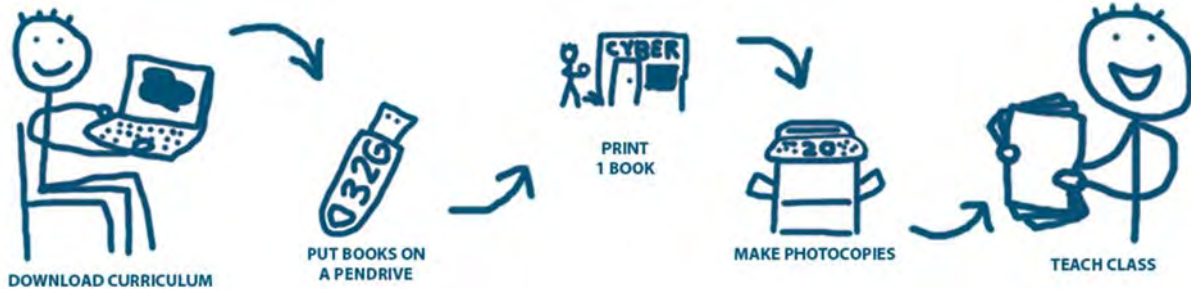 DOWNLOAD CURRICULUM
32G
PUT BOOKS ON
A PENDRIVE
CYBER
PRINT
1 BOOK
20
MAKE PHOTOCOPIES
TEACH CLASS